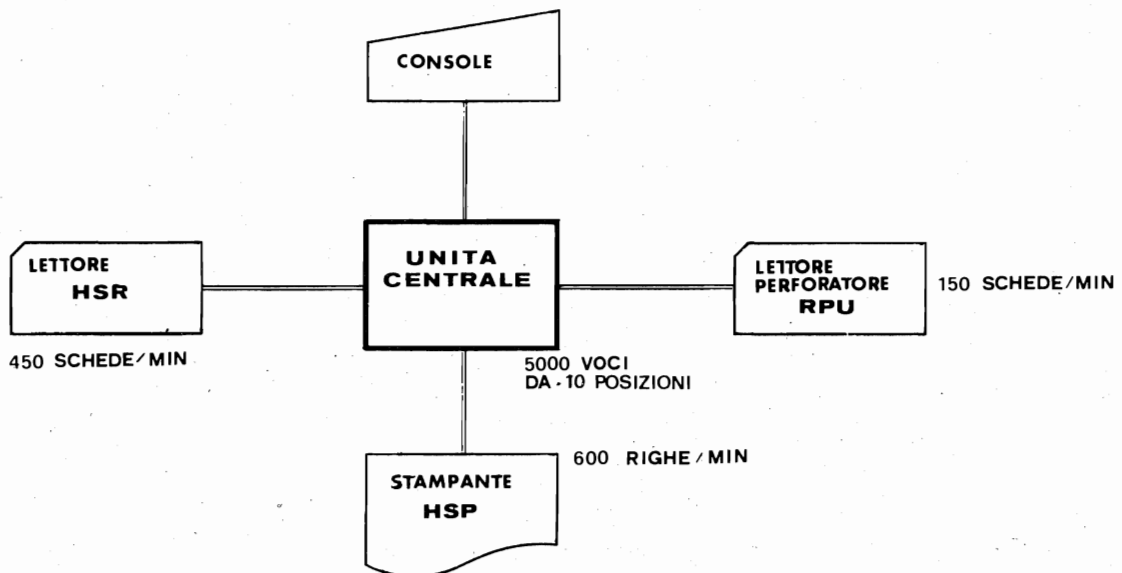 CONSOLE
LETTORE
HSR
450 SCHEDE/MIN
UNITA
CENTRALE
5000 VOCI
DA-10 POSIZIONI
LETTORE
PERFORATORE
RPU
150 SCHEDE/MIN
STAMPANTE
HSP
600 RIGHE/MIN